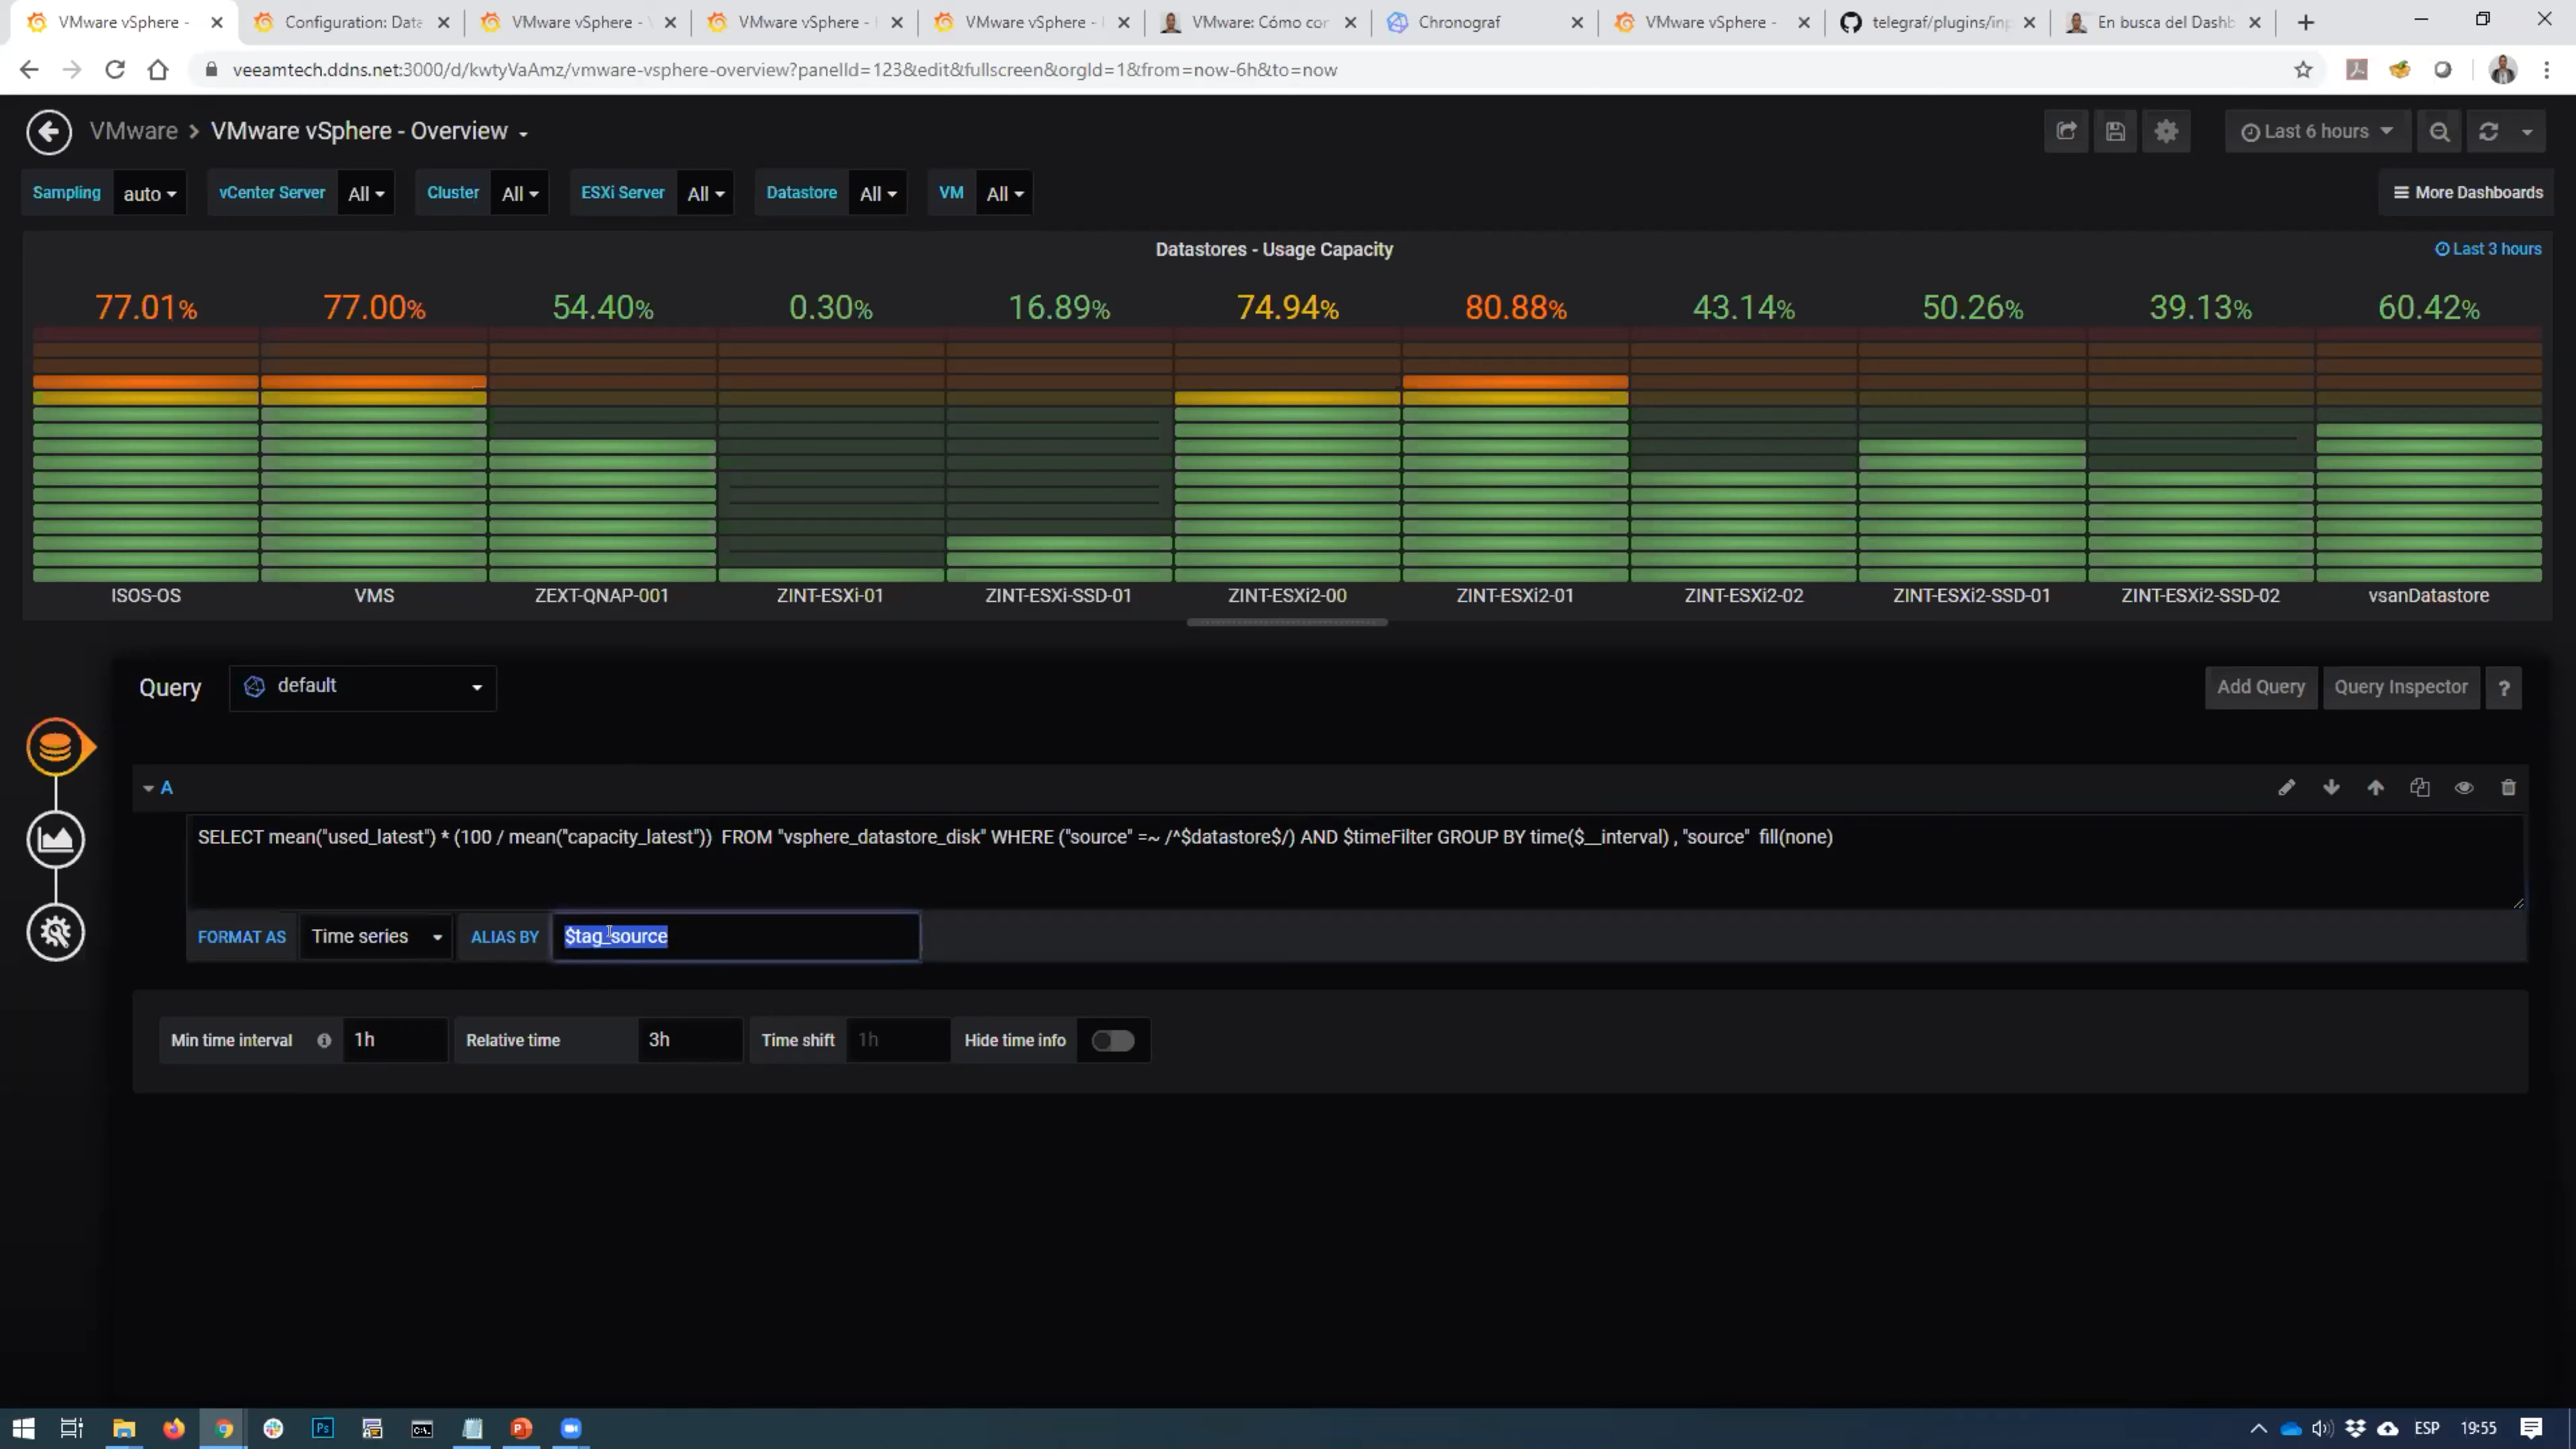 VMware vSphere -
Configuration: Data
VMware vSphere -
VMware vSphere -
VMware vSphere -
VMware: Cómo cor
Chronograf
VMware vSphere -
telegraf/plugins/inp
En busca del Dashb
veeamtech.ddns.net:3000/d/kwtyVaAmz/vmware-vsphere-overview?panelId=123&edit&fullscreen&orgId=1&from=now-6h&to=now
VMware > VMware vSphere - Overview
Last 6 hours
Sampling auto vCenter Server All Cluster All ESXi Server All Datastore All VM All More Dashboards
Datastores - Usage Capacity
Last 3 hours
77.01% 77.00% 54.40% 0.30% 16.89% 74.94% 80.88% 43.14% 50.26% 39.13% 60.42%
ISOS-OS VMS ZEXT-QNAP-001 ZINT-ESXi-01 ZINT-ESXi-SSD-01 ZINT-ESXi2-00 ZINT-ESXi2-01 ZINT-ESXi2-02 ZINT-ESXi2-SSD-01 ZINT-ESXi2-SSD-02 vsanDatastore
Query default Add Query Query Inspector ?
A
SELECT mean("used_latest") * (100 / mean("capacity_latest")) FROM "vsphere_datastore_disk" WHERE ("source" =~ /^$datastore$/) AND $timeFilter GROUP BY time($__interval) , "source" fill(none)
FORMAT AS Time series ALIAS BY $tag_source
Min time interval 1h Relative time 3h Time shift 1h Hide time info
Ps
C:\.
P
ESP 19:55